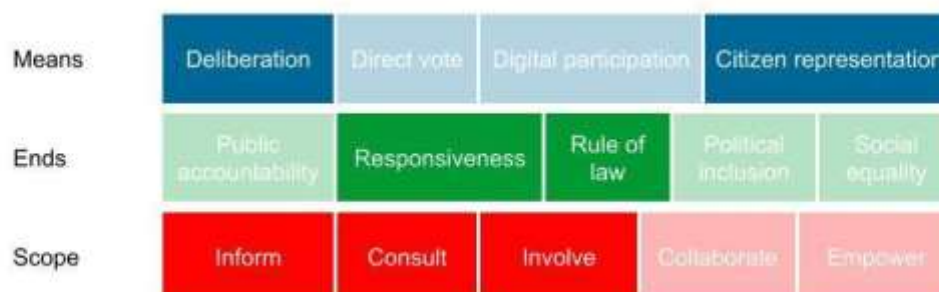 Means Deliberation Direct vote Digital participation Citizen representation
Ends Public accountability Responsiveness Rule of law Political inclusion Social equality
Scope Inform Consult Involve Collaborate Empower